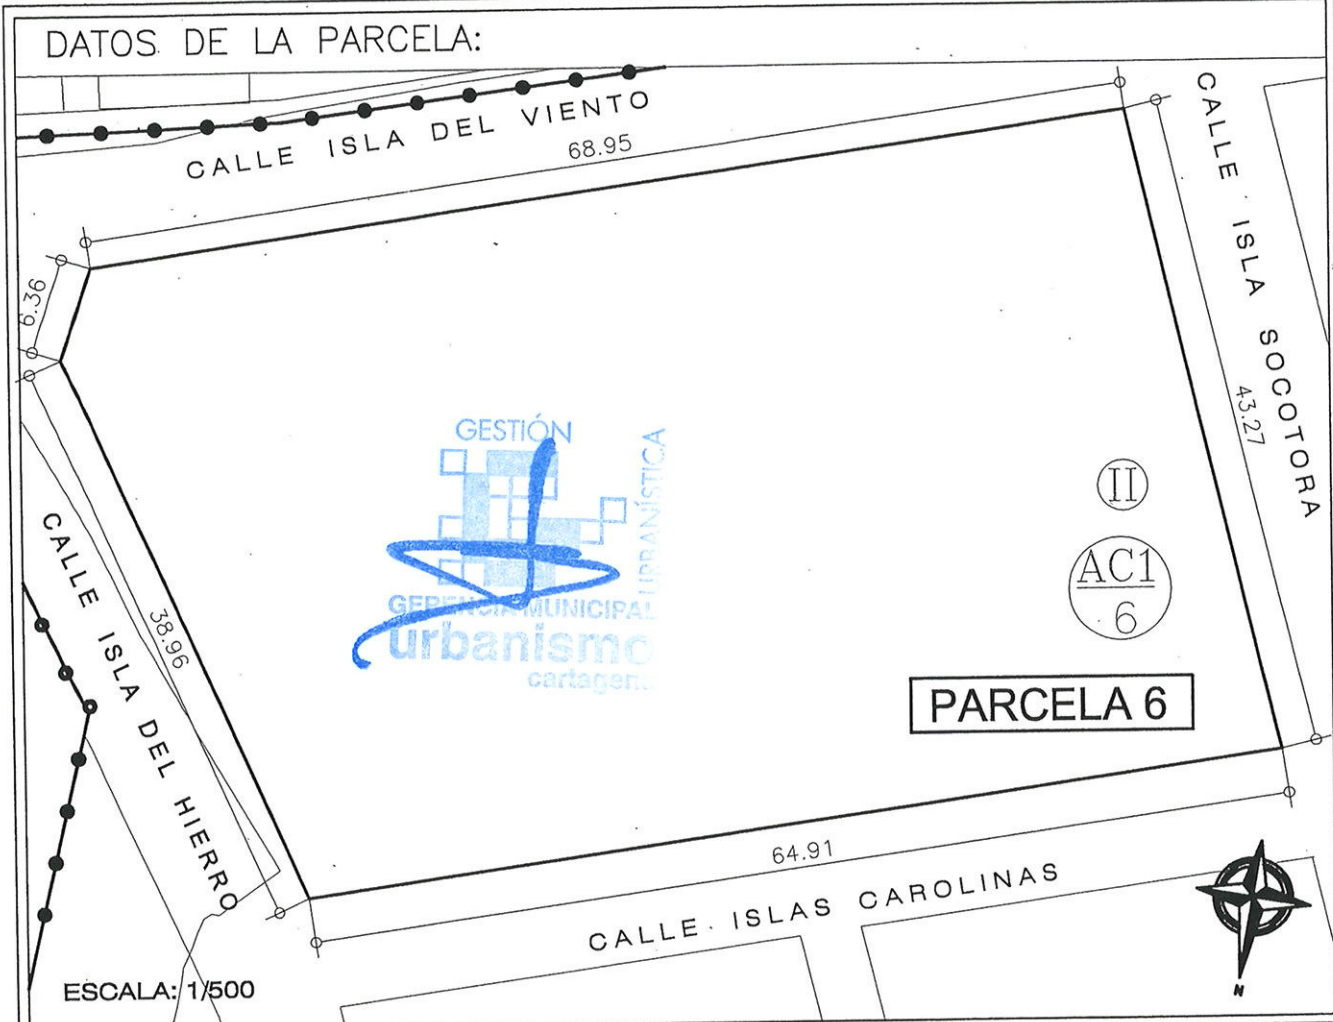 DATOS DE LA PARCELA:
CALLE ISLA DEL VIENTO
68.95
CALLE ISLA SOCOTORA
43.27
6.36
GESTIÓN
URBANÍSTICA
GERENCIA MUNICIPAL
urbanismo
cartagena
II
AC1
6
PARCELA 6
CALLE ISLA DEL HIERRO
38.96
64.91
CALLE ISLAS CAROLINAS
ESCALA: 1/500
N